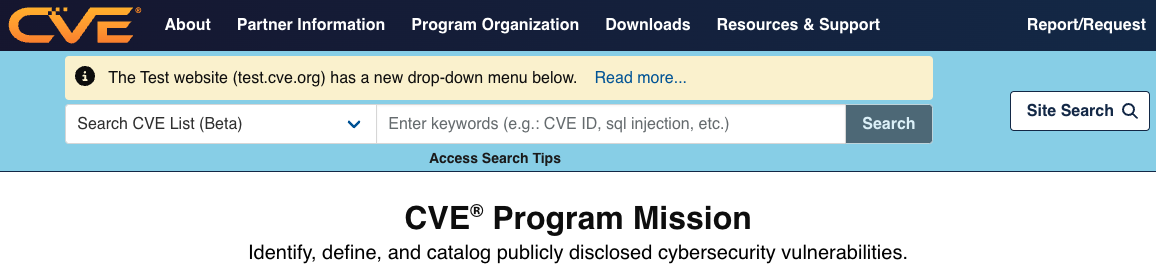 CVE® About Partner Information Program Organization Downloads Resources & Support Report/Request
The Test website (test.cve.org) has a new drop-down menu below. Read more...
Search CVE List (Beta) Enter keywords (e.g.: CVE ID, sql injection, etc.) Search Site Search
Access Search Tips
CVE® Program Mission
Identify, define, and catalog publicly disclosed cybersecurity vulnerabilities.